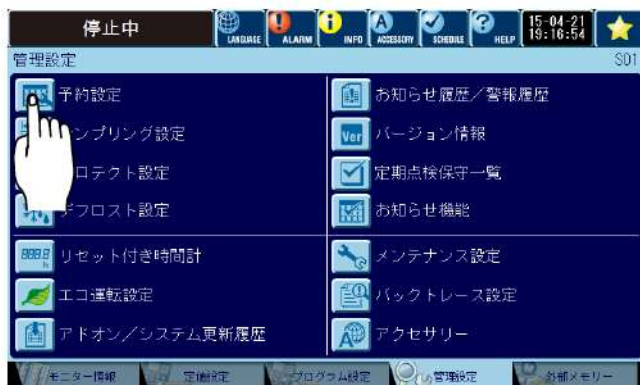 停止中
LANGUAGE ALARM INFO ACCESSORY SCHEDULE HELP
15-04-21
19:16:54
管理設定 S01
予約設定
ンプリング設定
ロテクト設定
デフロスト設定
888.8 h リセット付き時間計
エコ運転設定
アドオン/システム更新履歴
お知らせ履歴/警報履歴
Ver バージョン情報
定期点検保守一覧
お知らせ機能
メンテナンス設定
バックトレース設定
アクセサリー
モニター情報 定値設定 プログラム設定 管理設定 外部メモリー